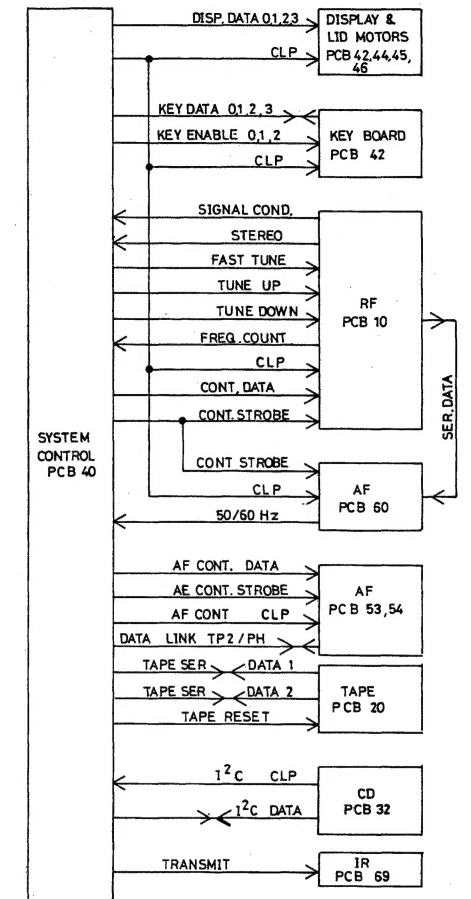 DISP. DATA 0,1,2,3
CLP
DISPLAY &
LID MOTORS
PCB 42,44,45,
46
KEY DATA 0,1,2,3
KEY ENABLE 0,1,2
CLP
KEY BOARD
PCB 42
SIGNAL COND.
STEREO
FAST TUNE
TUNE UP
TUNE DOWN
FREQ.COUNT
CLP
CONT. DATA
CONT. STROBE
RF
PCB 10
SER. DATA
SYSTEM
CONTROL
PCB 40
CONT STROBE
CLP
50/60 Hz
AF
PCB 60
AF CONT. DATA
AE CONT. STROBE
AF CONT CLP
DATA LINK TP2/PH
AF
PCB 53,54
TAPE SER DATA 1
TAPE SER DATA 2
TAPE RESET
TAPE
PCB 20
I²C CLP
I²C DATA
CD
PCB 32
TRANSMIT
IR
PCB 69